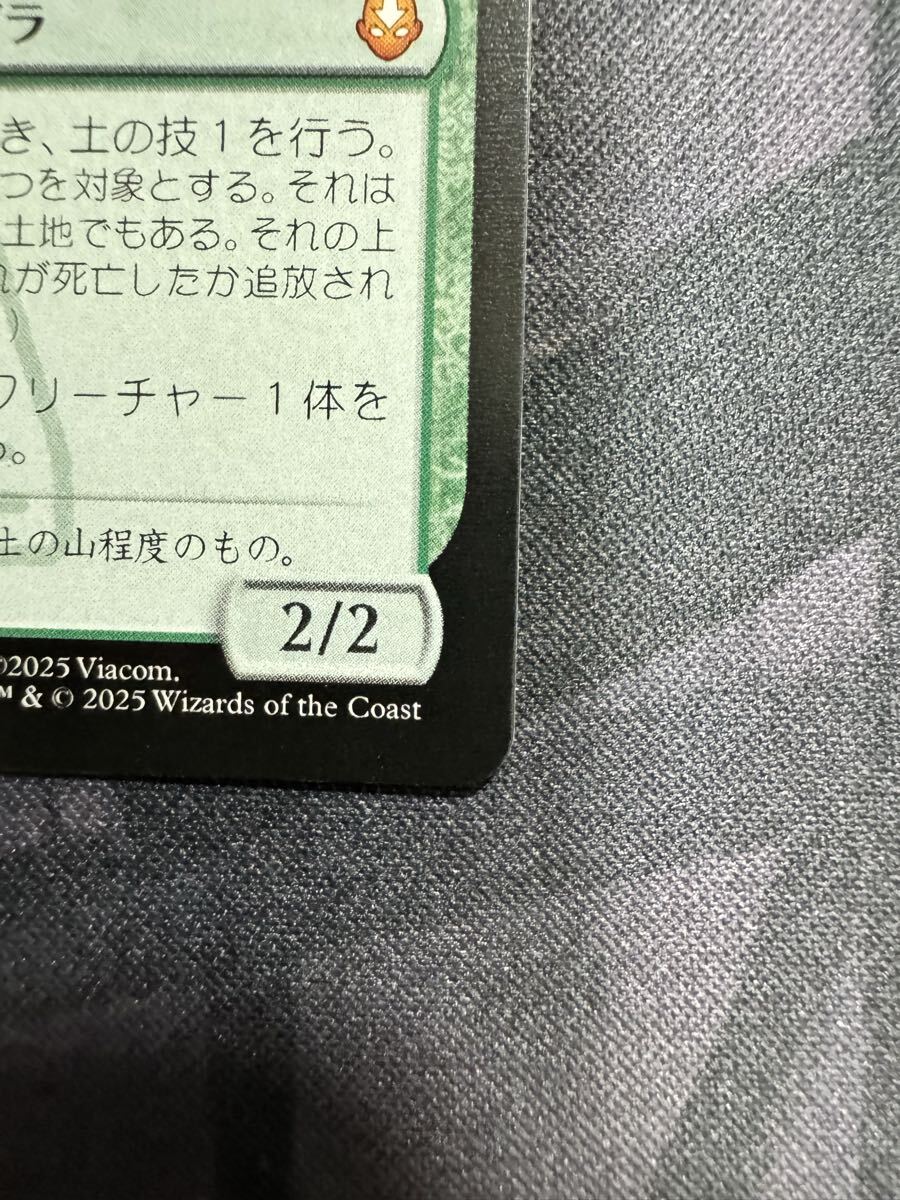 ラ
き、土の技1を行う。
つを対象とする。それは
土地でもある。それの上
が死亡したか追放され
）
リーチャー1体を
。
の山程度のもの。
2/2
©2025 Viacom.
™ & © 2025 Wizards of the Coast